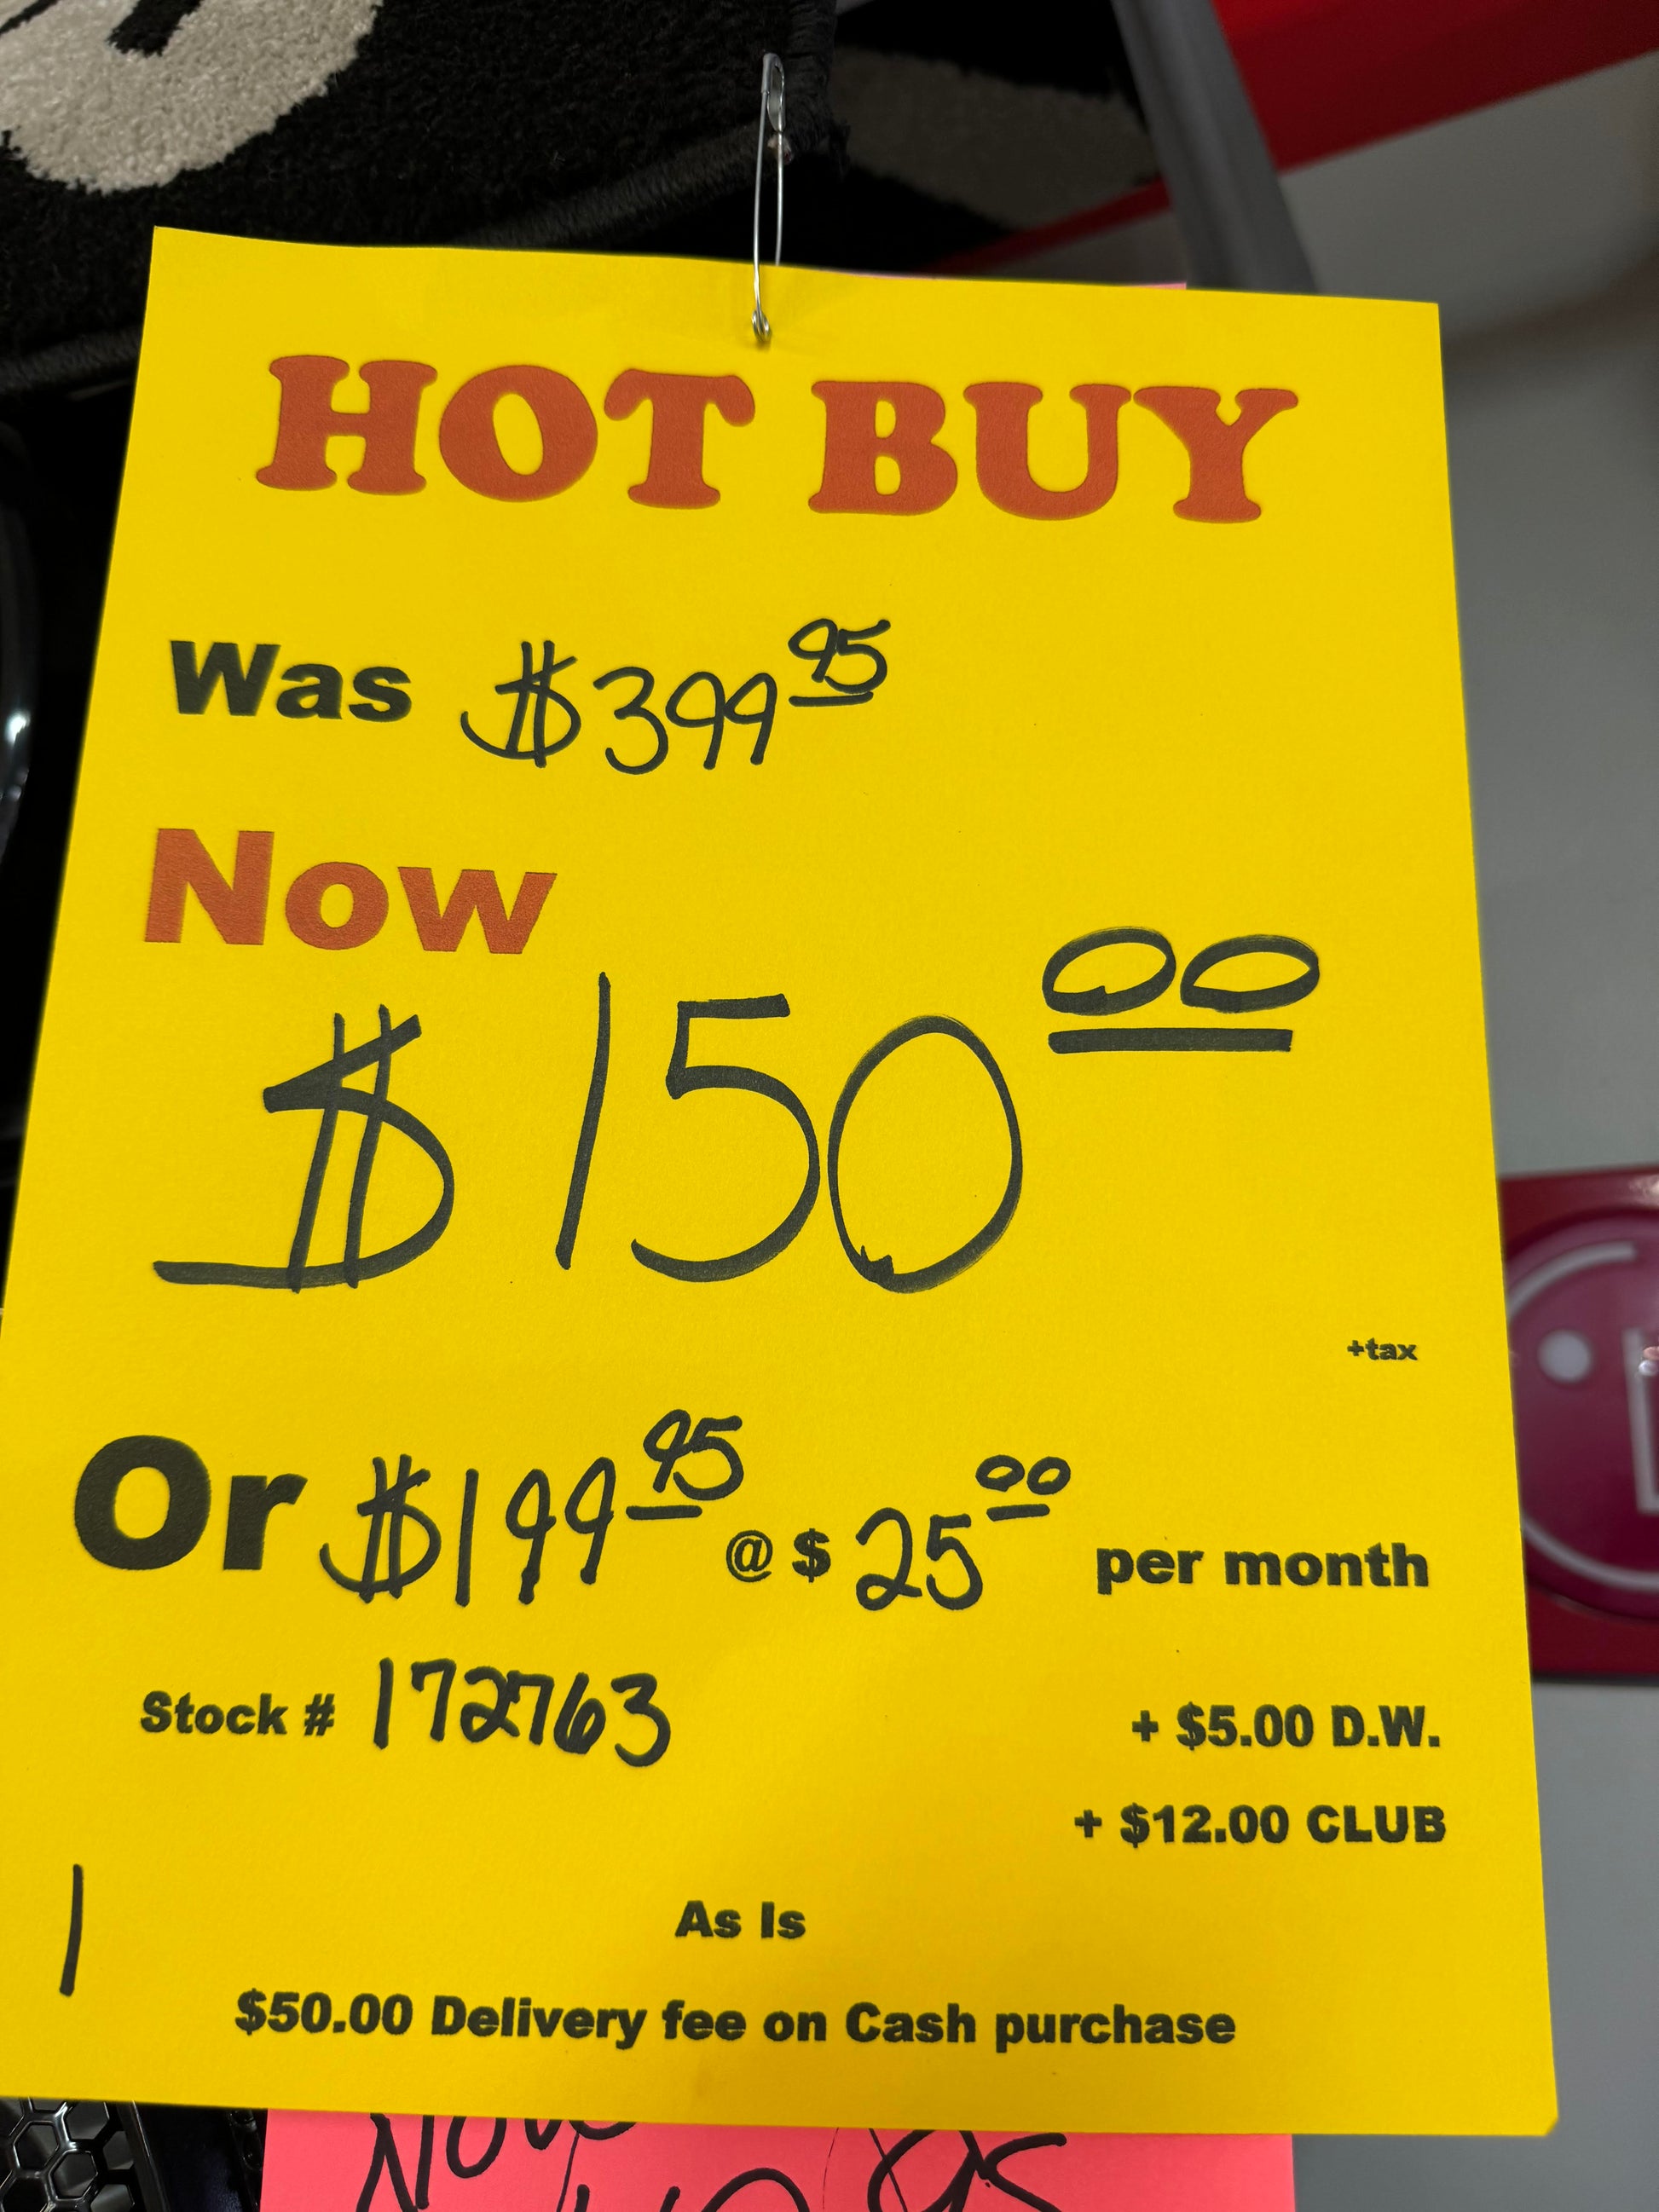 HOT BUY
Was $399 95
Now
$150 00
+tax
Or $199 95 @ $ 25 00 per month
Stock # 172763
+ $5.00 D.W.
+ $12.00 CLUB
1
As Is
$50.00 Delivery fee on Cash purchase